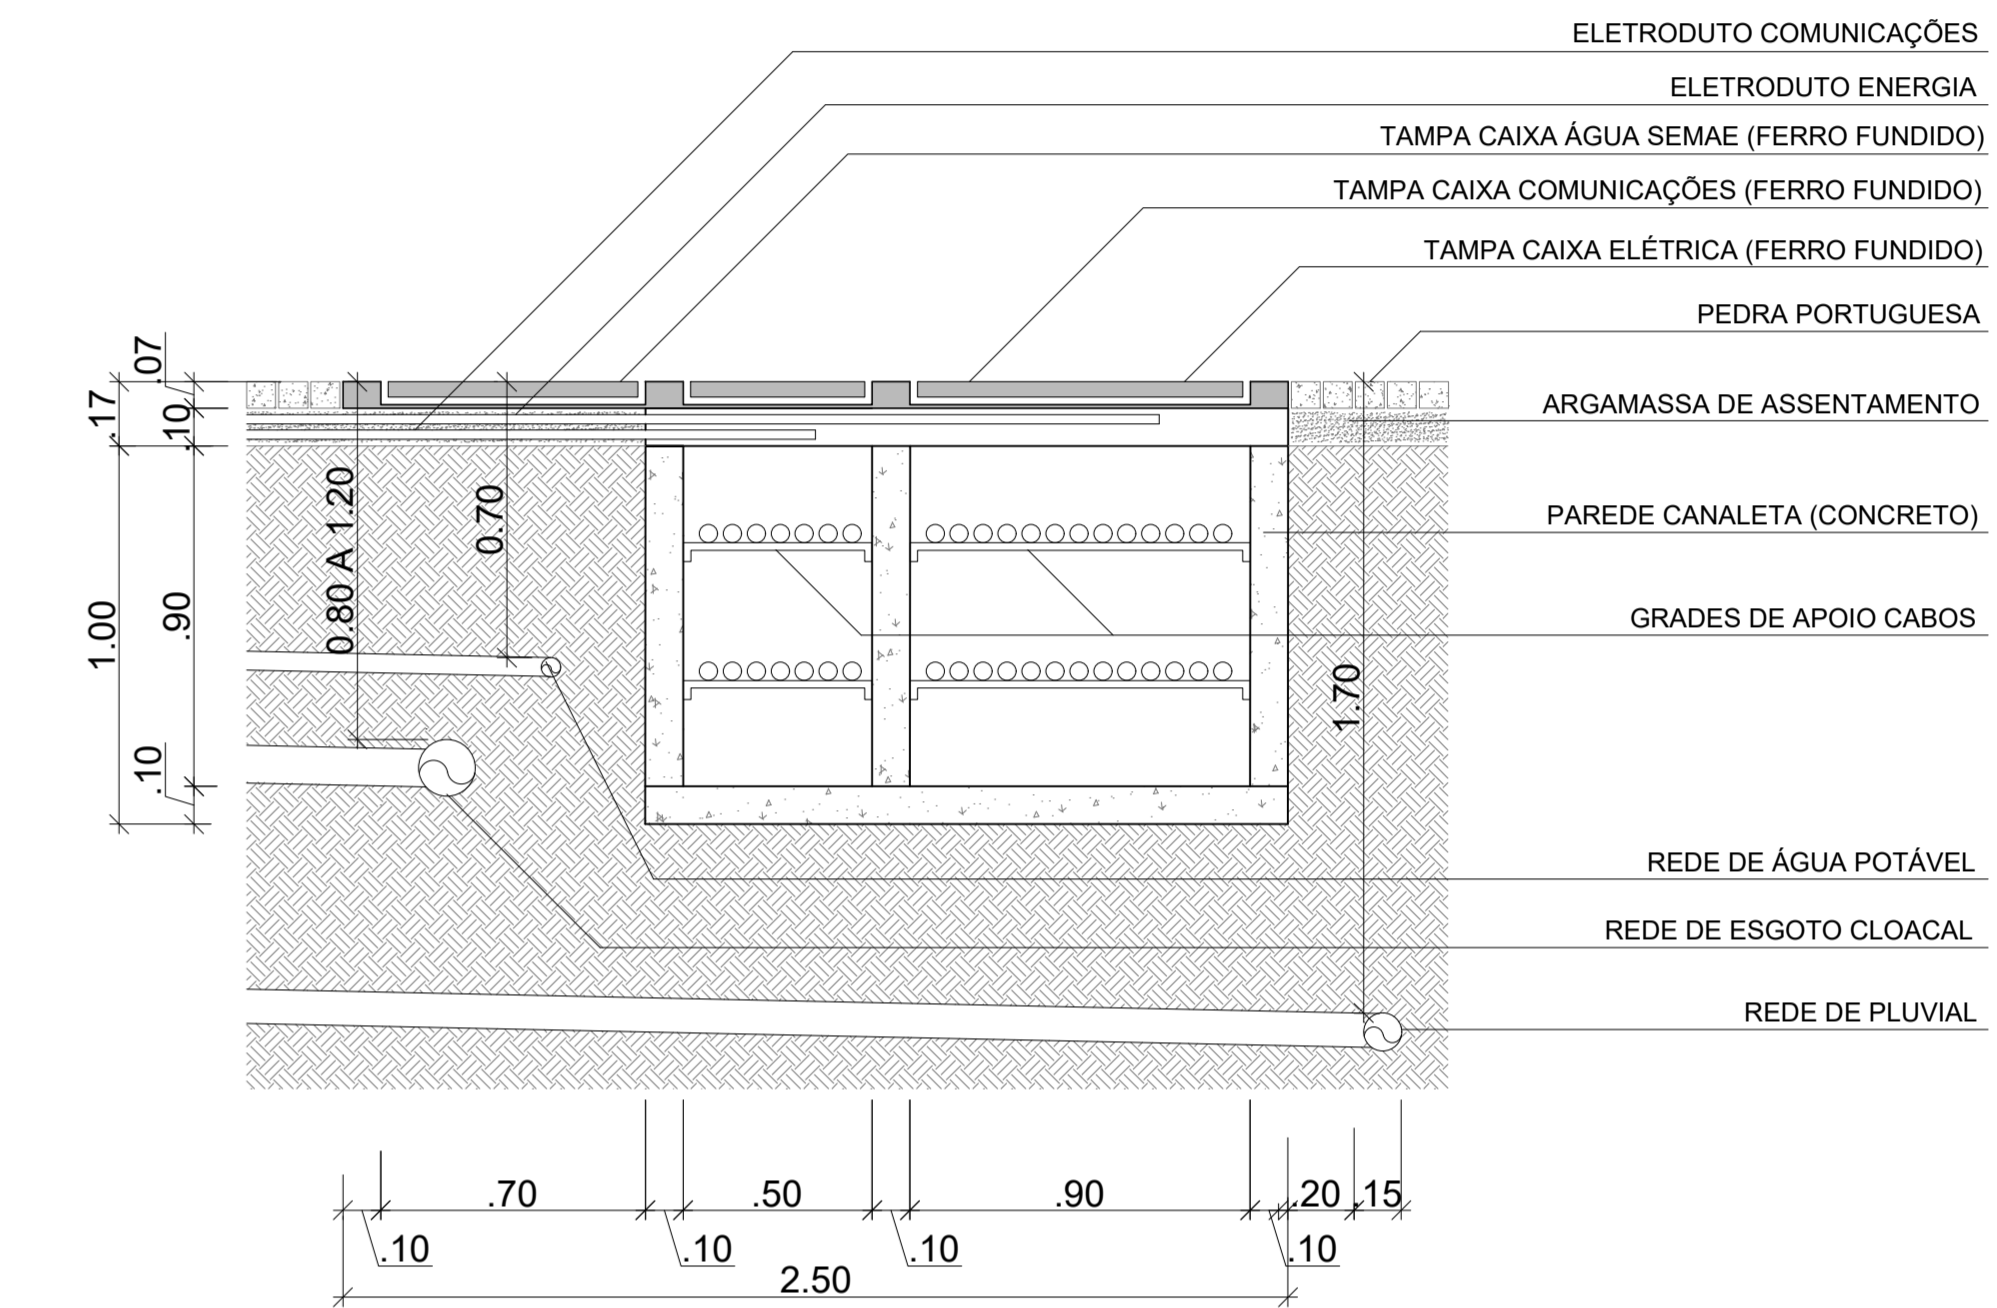 ELETRODUTO COMUNICAÇÕES
ELETRODUTO ENERGIA
TAMPA CAIXA ÁGUA SEMAE (FERRO FUNDIDO)
TAMPA CAIXA COMUNICAÇÕES (FERRO FUNDIDO)
TAMPA CAIXA ELÉTRICA (FERRO FUNDIDO)
PEDRA PORTUGUESA
ARGAMASSA DE ASSENTAMENTO
PAREDE CANALETA (CONCRETO)
GRADES DE APOIO CABOS
REDE DE ÁGUA POTÁVEL
REDE DE ESGOTO CLOACAL
REDE DE PLUVIAL
.07
.17
.10
0.80 A 1.20
0.70
1.00
.90
1.70
.10
.70
.50
.90
.20
.15
.10
.10
.10
.10
2.50